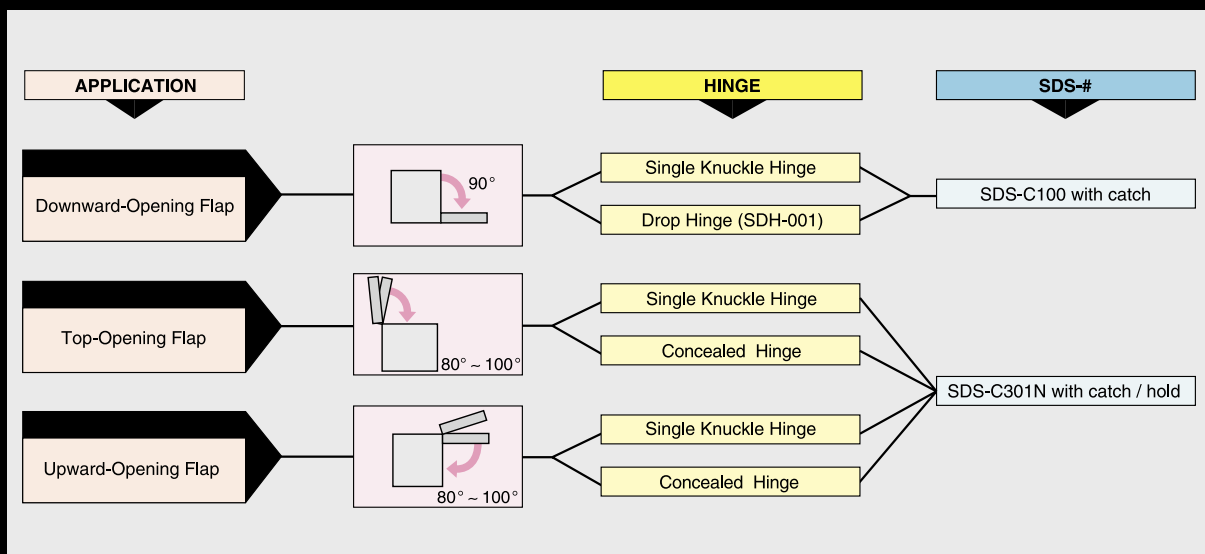 APPLICATION
HINGE
SDS-#
Downward-Opening Flap
90°
Single Knuckle Hinge
Drop Hinge (SDH-001)
SDS-C100 with catch
Top-Opening Flap
80° ~ 100°
Single Knuckle Hinge
Concealed Hinge
SDS-C301N with catch / hold
Upward-Opening Flap
80° ~ 100°
Single Knuckle Hinge
Concealed Hinge